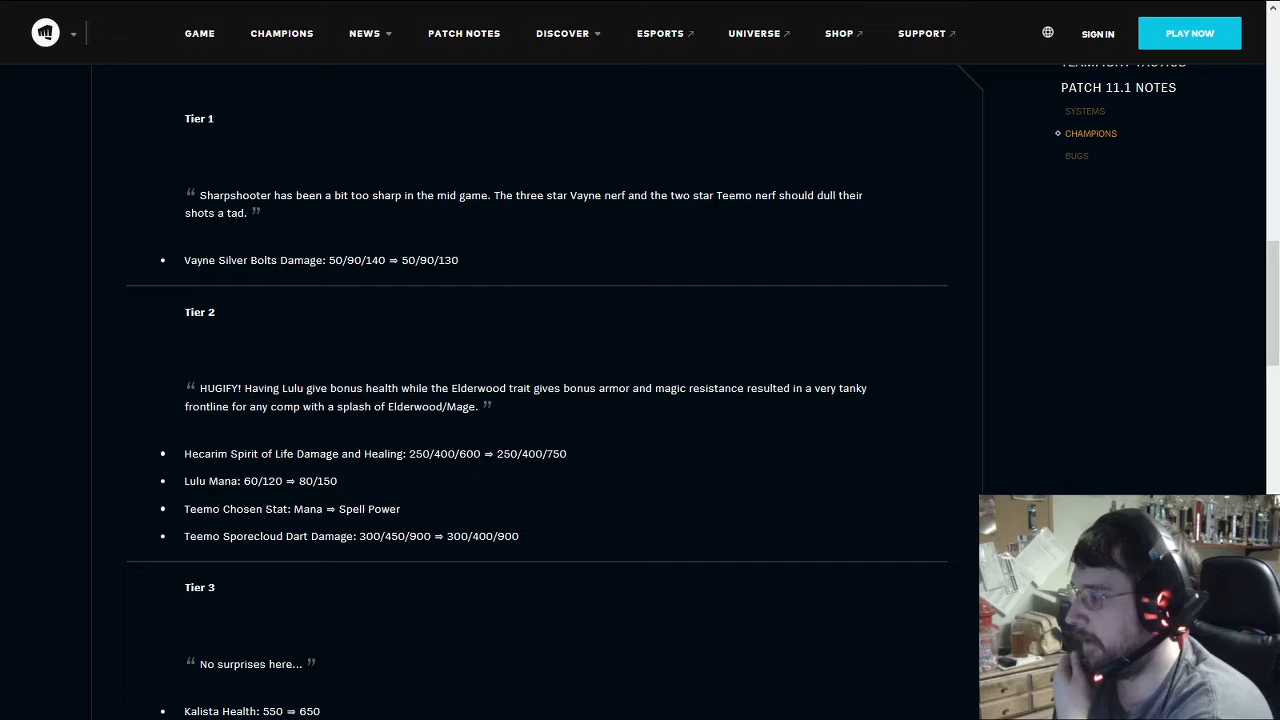 GAME CHAMPIONS NEWS PATCH NOTES DISCOVER ESPORTS UNIVERSE SHOP SUPPORT SIGN IN PLAY NOW
TEAMFIGHT TACTICS
PATCH 11.1 NOTES
SYSTEMS
CHAMPIONS
BUGS
Tier 1
“ Sharpshooter has been a bit too sharp in the mid game. The three star Vayne nerf and the two star Teemo nerf should dull their
shots a tad. ”
• Vayne Silver Bolts Damage: 50/90/140 ⇒ 50/90/130
Tier 2
“ HUGIFY! Having Lulu give bonus health while the Elderwood trait gives bonus armor and magic resistance resulted in a very tanky
frontline for any comp with a splash of Elderwood/Mage. ”
• Hecarim Spirit of Life Damage and Healing: 250/400/600 ⇒ 250/400/750
• Lulu Mana: 60/120 ⇒ 80/150
• Teemo Chosen Stat: Mana ⇒ Spell Power
• Teemo Sporecloud Dart Damage: 300/450/900 ⇒ 300/400/900
Tier 3
“ No surprises here... ”
• Kalista Health: 550 ⇒ 650